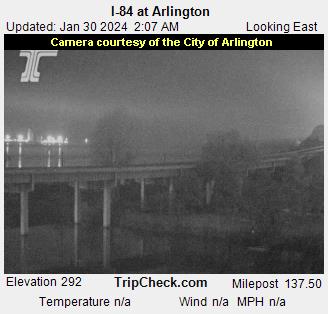 I-84 at Arlington
Updated: Jan 30 2024 2:07 AM Looking East
Camera courtesy of the City of Arlington
Elevation 292 TripCheck.com Milepost 137.50
Temperature n/a Wind n/a MPH n/a